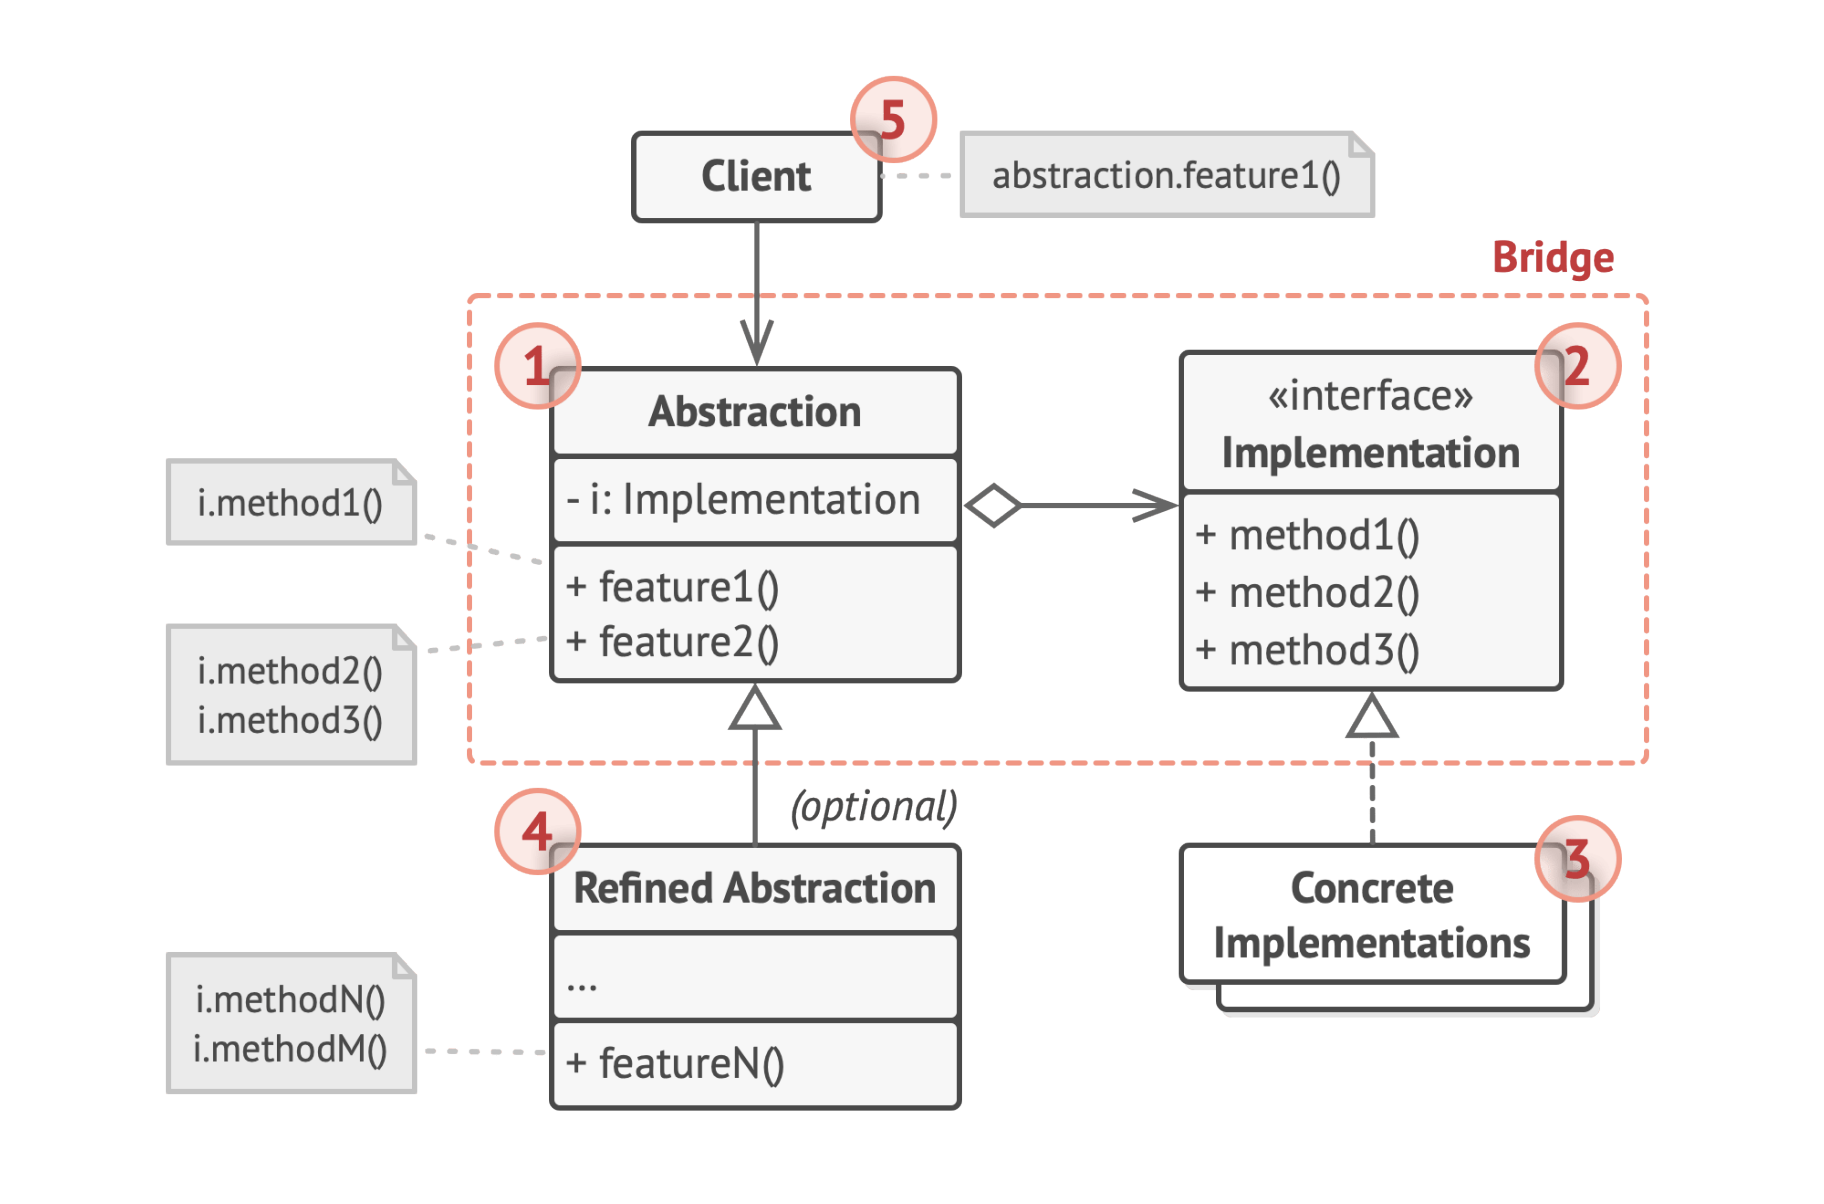 5
Client
abstraction.feature1()
Bridge
1
Abstraction
- i: Implementation
+ feature1()
+ feature2()
2
«interface»
Implementation
+ method1()
+ method2()
+ method3()
i.method1()
i.method2()
i.method3()
(optional)
4
Refined Abstraction
...
+ featureN()
i.methodN()
i.methodM()
3
Concrete
Implementations